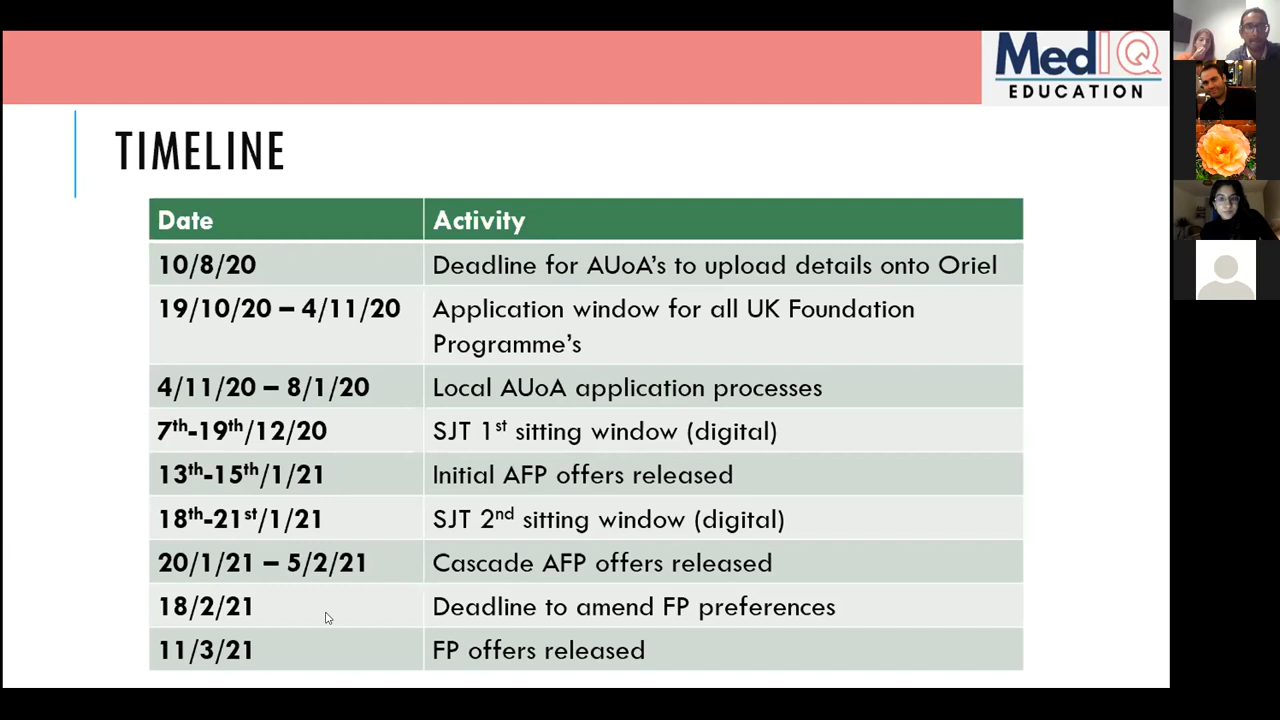 MedIQ
EDUCATION
TIMELINE
Date Activity
10/8/20 Deadline for AUoA's to upload details onto Oriel
19/10/20 – 4/11/20 Application window for all UK Foundation
Programme's
4/11/20 – 8/1/20 Local AUoA application processes
7th-19th/12/20 SJT 1st sitting window (digital)
13th-15th/1/21 Initial AFP offers released
18th-21st/1/21 SJT 2nd sitting window (digital)
20/1/21 – 5/2/21 Cascade AFP offers released
18/2/21 Deadline to amend FP preferences
11/3/21 FP offers released